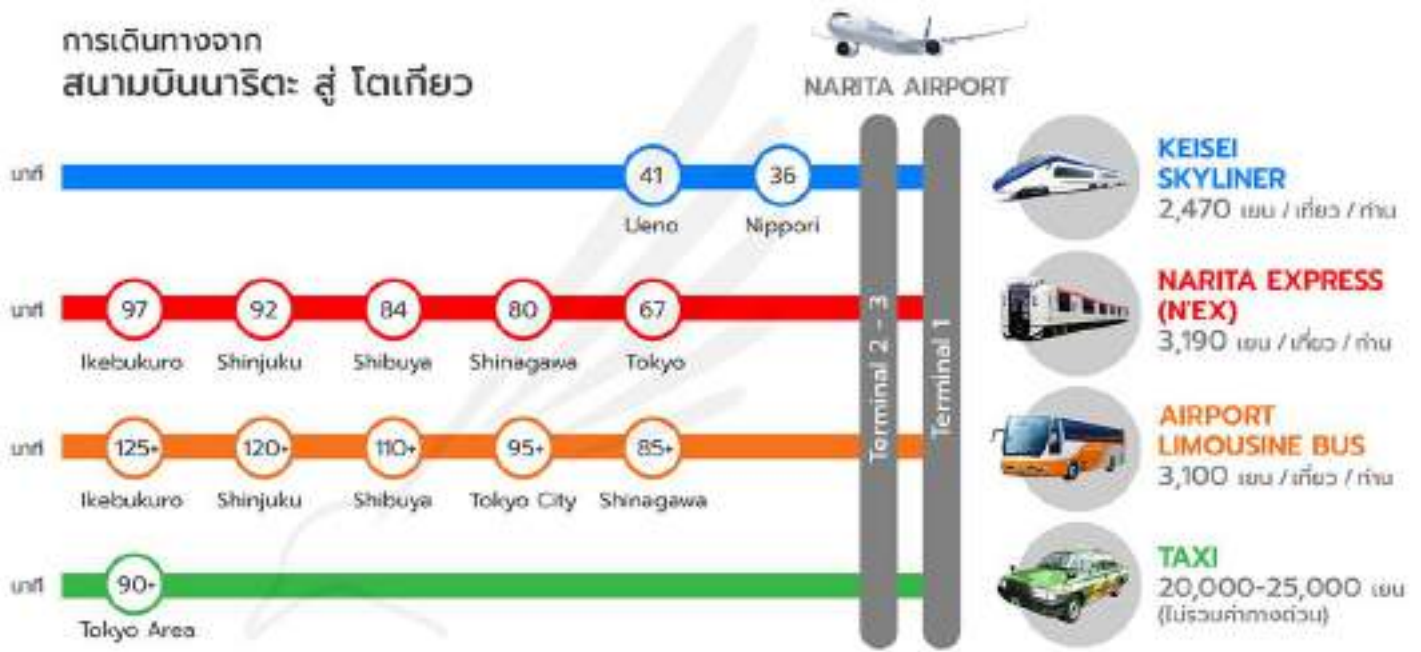 การเดินทางจาก
สนามบินนาริตะ สู่ โตเกียว
NARITA AIRPORT
นาที
41
36
Ueno
Nippori
KEISEI
SKYLINER
2,470 เยน / เที่ยว / ท่าน
นาที
97
92
84
80
67
Ikebukuro
Shinjuku
Shibuya
Shinagawa
Tokyo
NARITA EXPRESS
(N'EX)
3,190 เยน / เที่ยว / ท่าน
Terminal 2 - 3
Terminal 1
นาที
125+
120+
110+
95+
85+
Ikebukuro
Shinjuku
Shibuya
Tokyo City
Shinagawa
AIRPORT
LIMOUSINE BUS
3,100 เยน / เที่ยว / ท่าน
นาที
90+
Tokyo Area
TAXI
20,000-25,000 เยน
(ไม่รวมค่าทางด่วน)